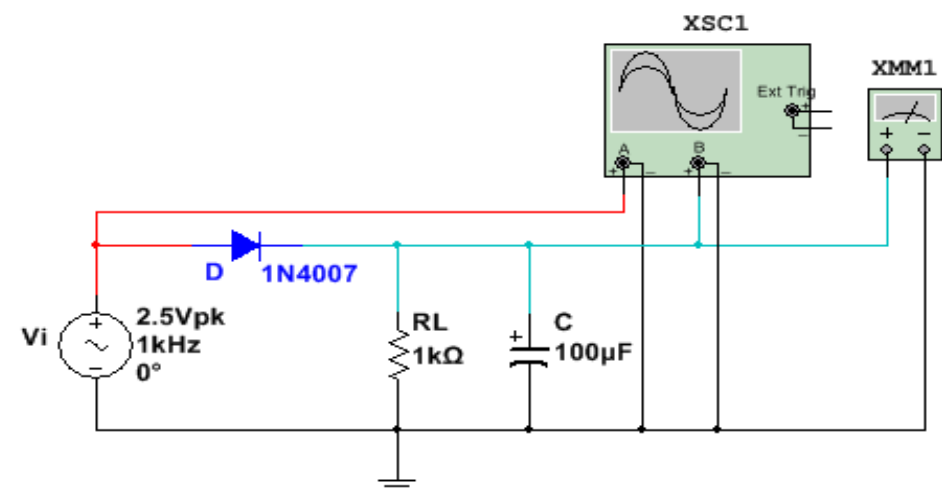 XSC1
XMM1
Ext Trig
+
–
A
B
+ –
+ –
+ –
D 1N4007
Vi
+
–
2.5Vpk
1kHz
0°
RL
1kΩ
+
C
100µF